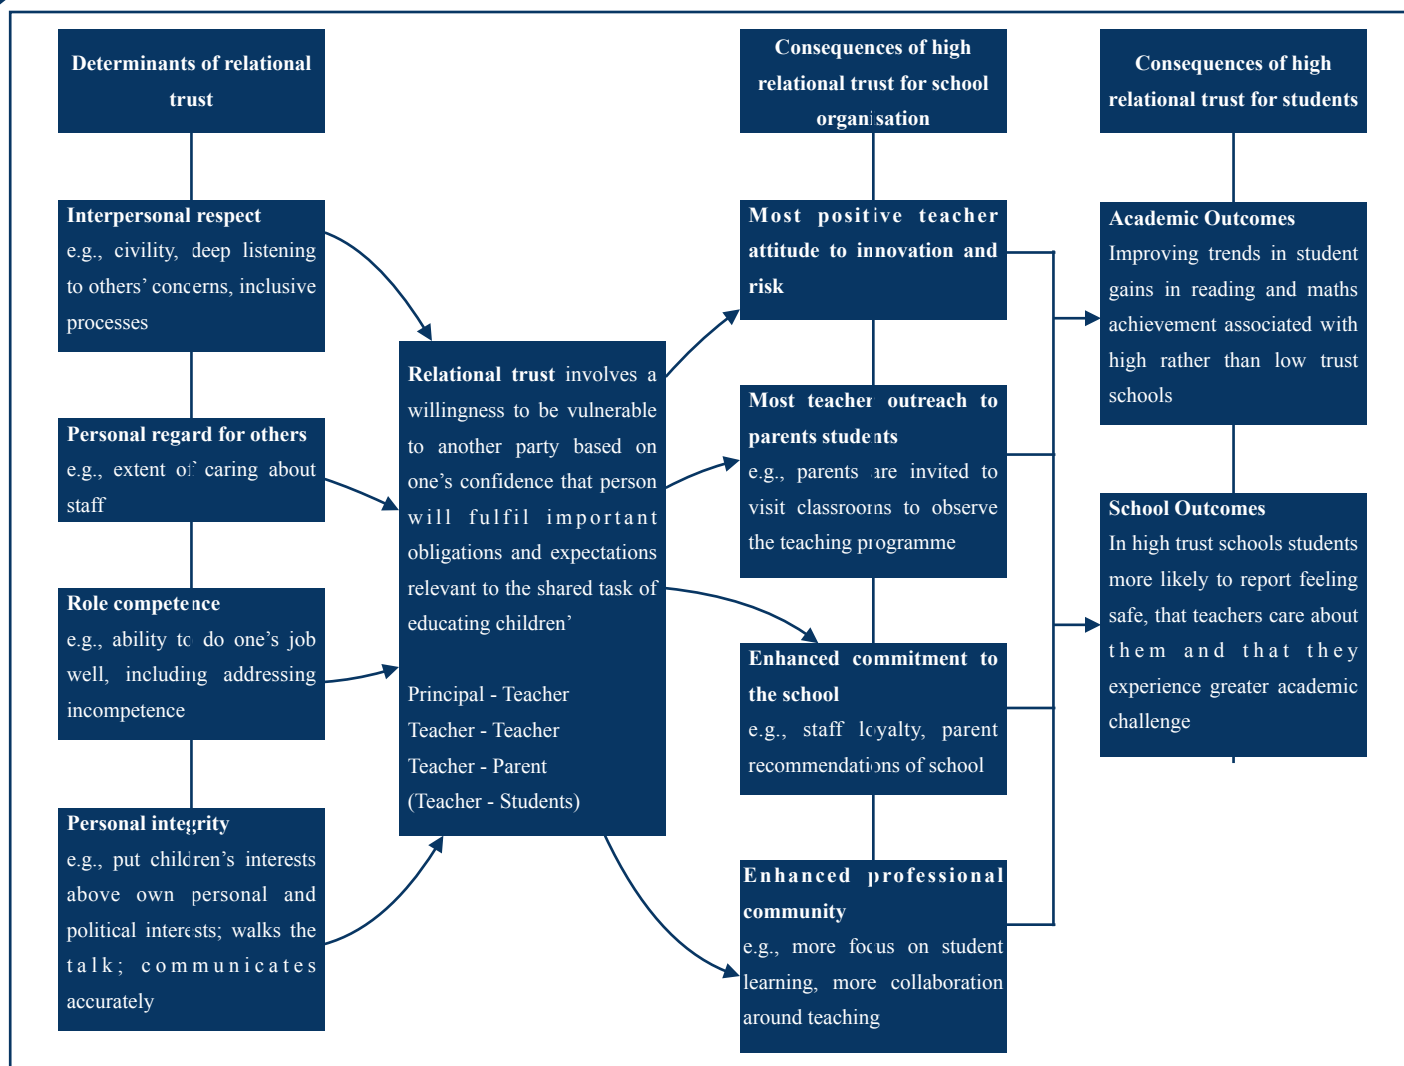 Determinants of relational
trust
Interpersonal respect
e.g., civility, deep listening
to others’ concerns, inclusive
processes
Personal regard for others
e.g., extent of caring about
staff
Role competence
e.g., ability to do one’s job
well, including addressing
incompetence
Personal integrity
e.g., put children’s interests
above own personal and
political interests; walks the
talk; communicates
accurately
Relational trust involves a
willingness to be vulnerable
to another party based on
one’s confidence that person
will fulfil important
obligations and expectations
relevant to the shared task of
educating children’
Principal - Teacher
Teacher - Teacher
Teacher - Parent
(Teacher - Students)
Consequences of high
relational trust for school
organisation
Most positive teacher
attitude to innovation and
risk
Most teacher outreach to
parents students
e.g., parents are invited to
visit classrooms to observe
the teaching programme
Enhanced commitment to
the school
e.g., staff loyalty, parent
recommendations of school
Enhanced professional
community
e.g., more focus on student
learning, more collaboration
around teaching
Consequences of high
relational trust for students
Academic Outcomes
Improving trends in student
gains in reading and maths
achievement associated with
high rather than low trust
schools
School Outcomes
In high trust schools students
more likely to report feeling
safe, that teachers care about
them and that they
experience greater academic
challenge